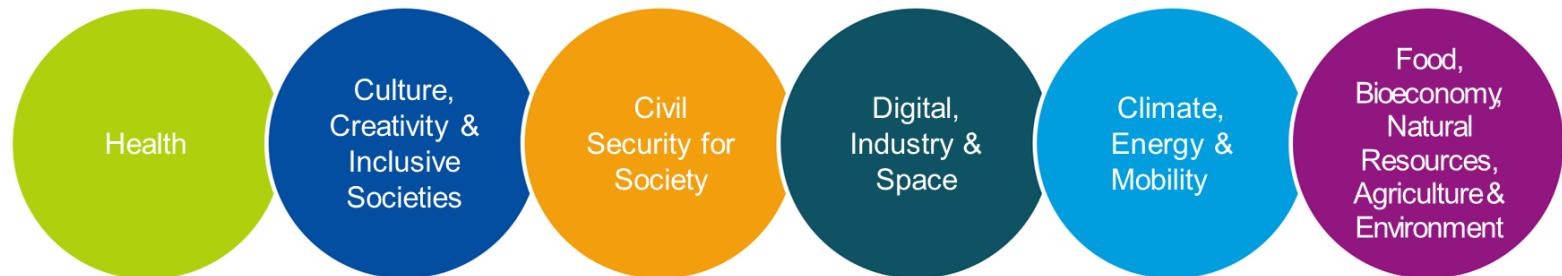 Health
Culture,
Creativity &
Inclusive
Societies
Civil
Security for
Society
Digital,
Industry &
Space
Climate,
Energy &
Mobility
Food,
Bioeconomy,
Natural
Resources,
Agriculture &
Environment